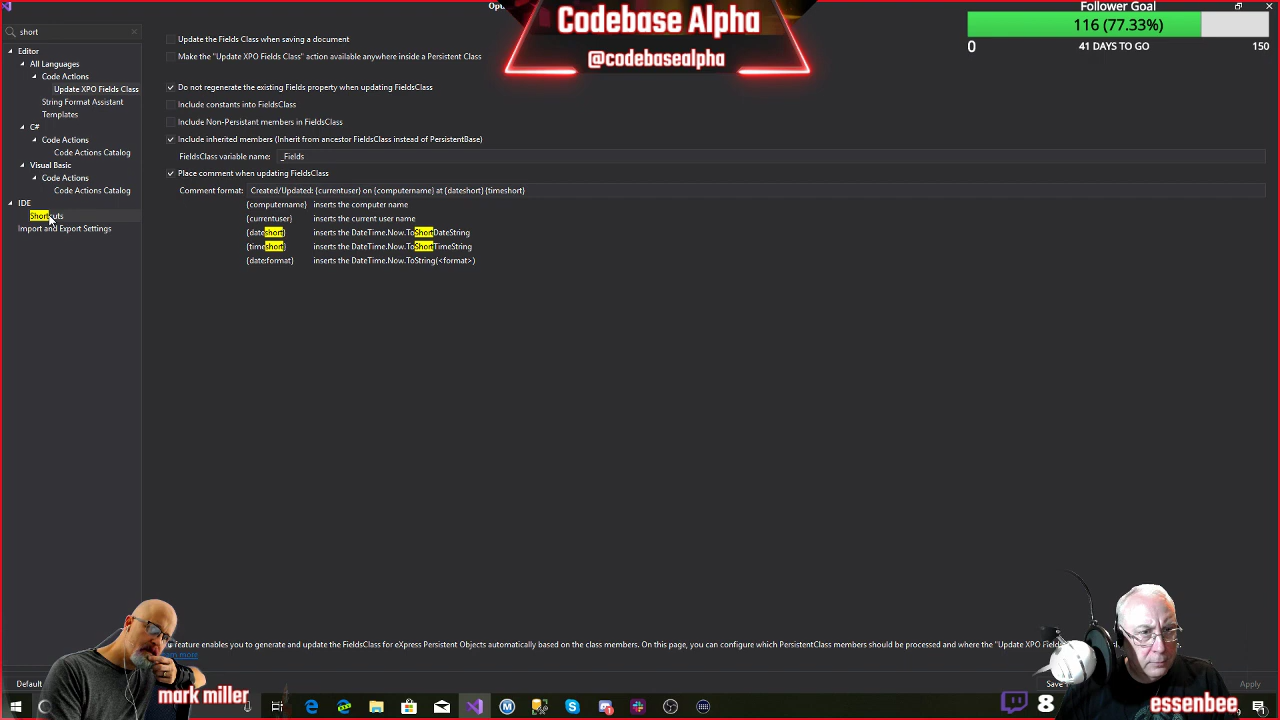 Codebase Alpha
@codebasealpha
Follower Goal
116 (77.33%)
0
41 DAYS TO GO
150
short
Editor
All Languages
Code Actions
Update XPO Fields Class
String Format Assistant
Templates
C#
Code Actions
Code Actions Catalog
Visual Basic
Code Actions
Code Actions Catalog
IDE
Shortcuts
Import and Export Settings
Update the Fields Class when saving a document
Make the "Update XPO Fields Class" action available anywhere inside a Persistent Class
Do not regenerate the existing Fields property when updating FieldsClass
Include constants into FieldsClass
Include Non-Persistant members in FieldsClass
Include inherited members (Inherit from ancestor FieldsClass instead of PersistentBase)
FieldsClass variable name: _Fields
Place comment when updating FieldsClass
Comment format: Created/Updated: {currentuser} on {computername} at {dateshort} {timeshort}
{computername} inserts the computer name
{currentuser} inserts the current user name
{dateshort} inserts the DateTime.Now.ToShortDateString
{timeshort} inserts the DateTime.Now.ToShortTimeString
{date:format} inserts the DateTime.Now.ToString(<format>)
feature enables you to generate and update the FieldsClass for eXpress Persistent Objects automatically based on the class members. On this page, you can configure which PersistentClass members should be processed and where the "Update XPO
Default
Save
Apply
mark miller
8
essenbee